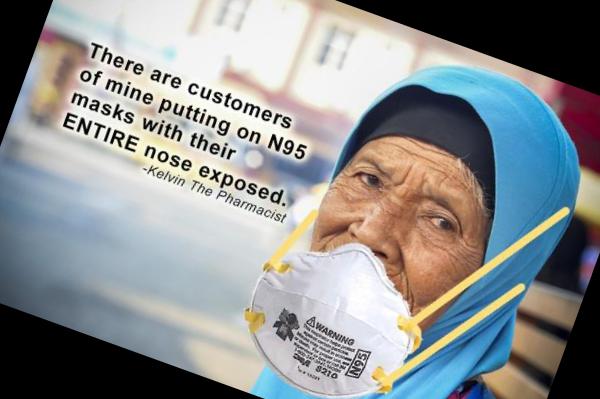 There are customers
of mine putting on N95
masks with their
ENTIRE nose exposed.
-Kelvin The Pharmacist
WARNING
N95
3M 8210